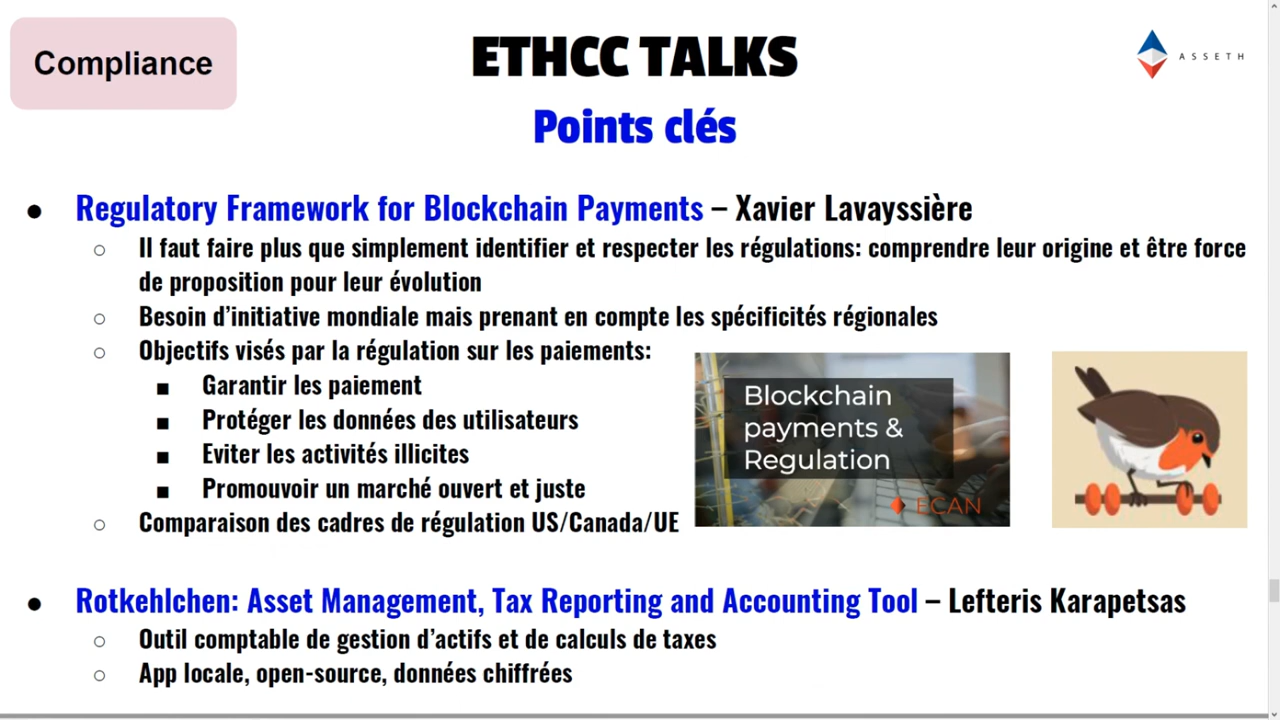 Compliance
ETHCC TALKS
ASSETH
Points clés
● Regulatory Framework for Blockchain Payments – Xavier Lavayssière
○ Il faut faire plus que simplement identifier et respecter les régulations: comprendre leur origine et être force
de proposition pour leur évolution
○ Besoin d'initiative mondiale mais prenant en compte les spécificités régionales
○ Objectifs visés par la régulation sur les paiements:
■ Garantir les paiement
■ Protéger les données des utilisateurs
■ Eviter les activités illicites
■ Promouvoir un marché ouvert et juste
○ Comparaison des cadres de régulation US/Canada/UE
Blockchain
payments &
Regulation
ECAN
● Rotkehlchen: Asset Management, Tax Reporting and Accounting Tool – Lefteris Karapetsas
○ Outil comptable de gestion d'actifs et de calculs de taxes
○ App locale, open-source, données chiffrées